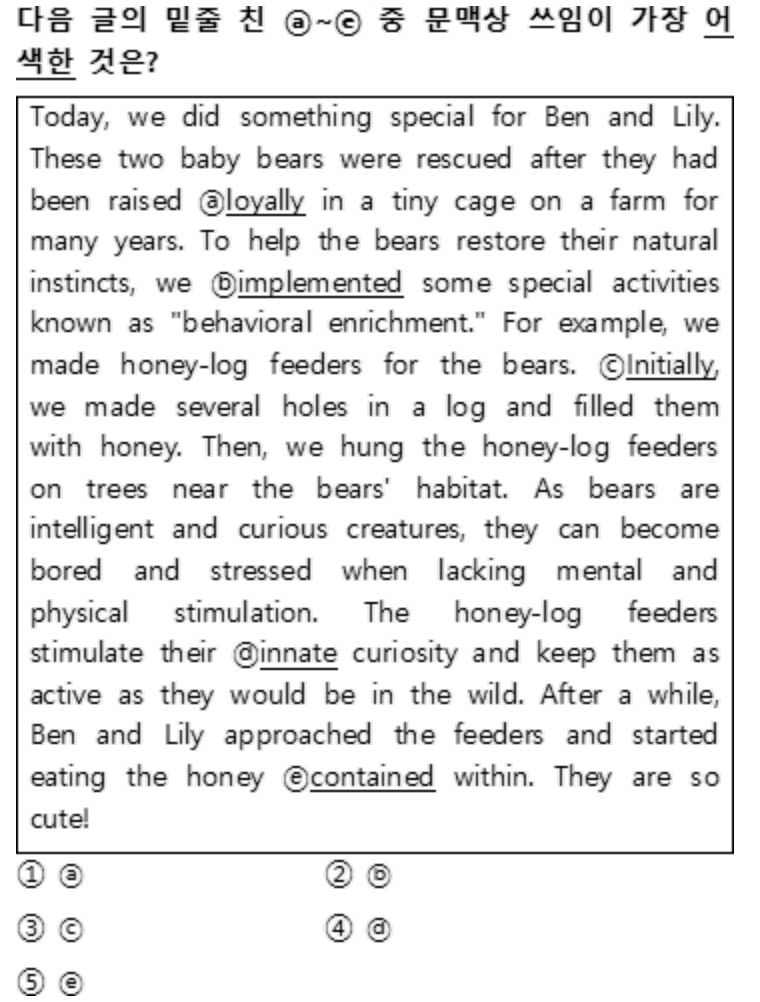 다음 글의 밑줄 친 ⓐ~ⓔ 중 문맥상 쓰임이 가장 어
색한 것은?
Today, we did something special for Ben and Lily.
These two baby bears were rescued after they had
been raised ⓐloyally in a tiny cage on a farm for
many years. To help the bears restore their natural
instincts, we ⓑimplemented some special activities
known as "behavioral enrichment." For example, we
made honey-log feeders for the bears. ⓒInitially,
we made several holes in a log and filled them
with honey. Then, we hung the honey-log feeders
on trees near the bears' habitat. As bears are
intelligent and curious creatures, they can become
bored and stressed when lacking mental and
physical stimulation. The honey-log feeders
stimulate their ⓓinnate curiosity and keep them as
active as they would be in the wild. After a while,
Ben and Lily approached the feeders and started
eating the honey ⓔcontained within. They are so
cute!
① ⓐ ② ⓑ
③ ⓒ ④ ⓓ
⑤ ⓔ